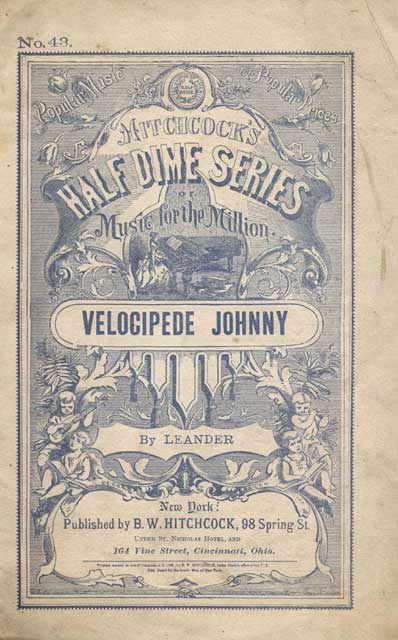 No. 43.
Popular Music at Popular Prices
HITCHCOCK'S
HALF DIME SERIES
OF
Music for the Million.
VELOCIPEDE JOHNNY
By LEANDER
New York:
Published by B. W. HITCHCOCK, 98 Spring St.
UNDER ST. NICHOLAS HOTEL, AND
164 Vine Street, Cincinnati, Ohio.